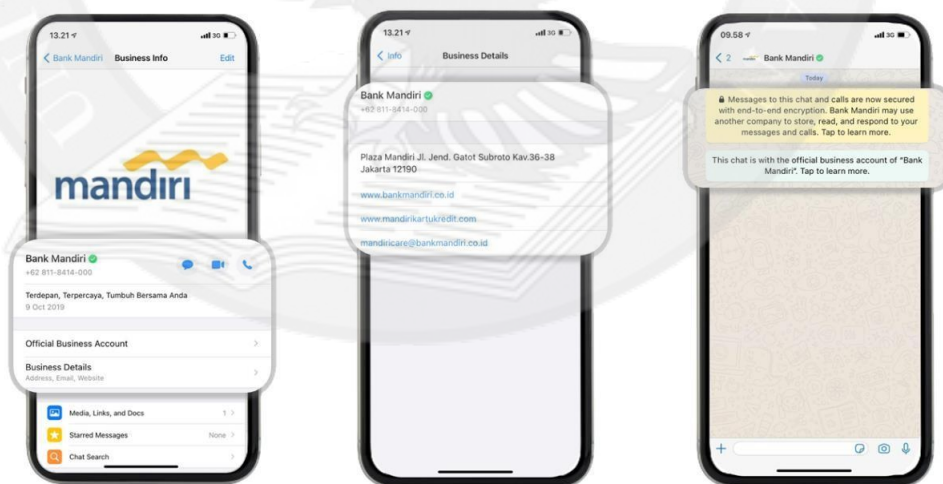 13.21
3G
Bank Mandiri
Business Info
Edit
mandırı
Bank Mandiri
+62 811-8414-000
Terdepan, Terpercaya, Tumbuh Bersama Anda
9 Oct 2019
Official Business Account
Business Details
Address, Email, Website
Media, Links, and Docs
1
Starred Messages
None
Chat Search
13.21
3G
Info
Business Details
Bank Mandiri
+62 811-8414-000
Plaza Mandiri Jl. Jend. Gatot Subroto Kav.36-38
Jakarta 12190
www.bankmandiri.co.id
www.mandirikartukredit.com
mandiricare@bankmandiri.co.id
09.58
3G
2
Bank Mandiri
Today
Messages to this chat and calls are now secured
with end-to-end encryption. Bank Mandiri may use
another company to store, read, and respond to your
messages and calls. Tap to learn more.
This chat is with the official business account of "Bank
Mandiri". Tap to learn more.